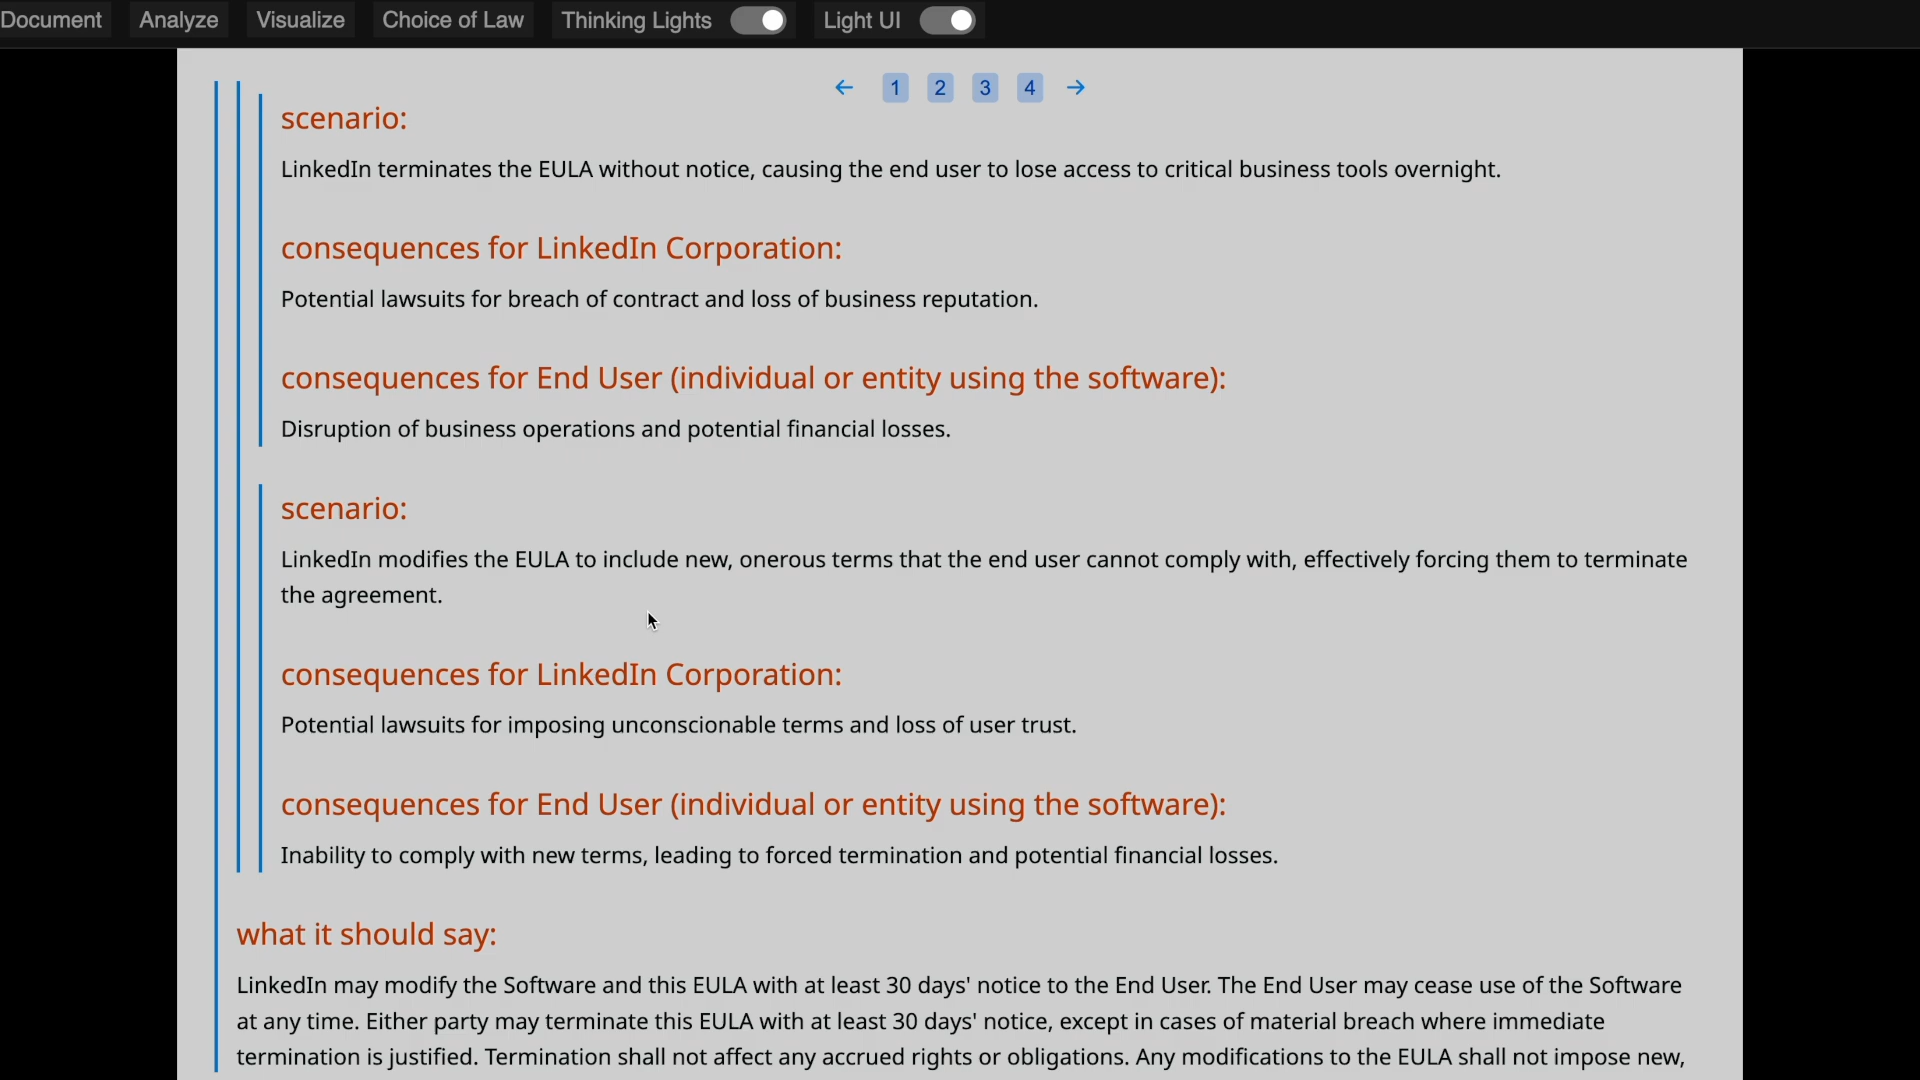 Document Analyze Visualize Choice of Law Thinking Lights Light UI
← 1 2 3 4 →
scenario:
LinkedIn terminates the EULA without notice, causing the end user to lose access to critical business tools overnight.
consequences for LinkedIn Corporation:
Potential lawsuits for breach of contract and loss of business reputation.
consequences for End User (individual or entity using the software):
Disruption of business operations and potential financial losses.
scenario:
LinkedIn modifies the EULA to include new, onerous terms that the end user cannot comply with, effectively forcing them to terminate
the agreement.
consequences for LinkedIn Corporation:
Potential lawsuits for imposing unconscionable terms and loss of user trust.
consequences for End User (individual or entity using the software):
Inability to comply with new terms, leading to forced termination and potential financial losses.
what it should say:
LinkedIn may modify the Software and this EULA with at least 30 days' notice to the End User. The End User may cease use of the Software
at any time. Either party may terminate this EULA with at least 30 days' notice, except in cases of material breach where immediate
termination is justified. Termination shall not affect any accrued rights or obligations. Any modifications to the EULA shall not impose new,